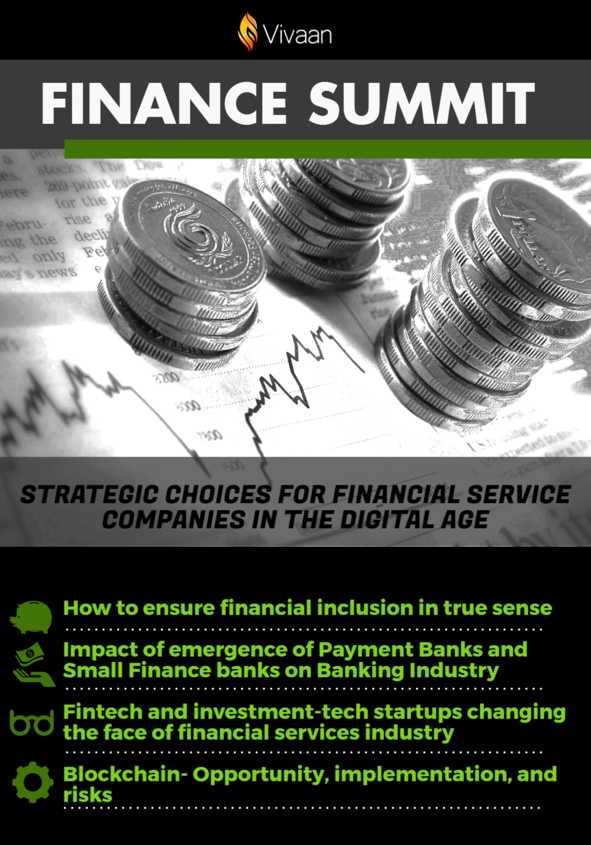 Vivaan
FINANCE SUMMIT
STRATEGIC CHOICES FOR FINANCIAL SERVICE
COMPANIES IN THE DIGITAL AGE
How to ensure financial inclusion in true sense
Impact of emergence of Payment Banks and
Small Finance banks on Banking Industry
Fintech and investment-tech startups changing
the face of financial services industry
Blockchain- Opportunity, implementation, and
risks